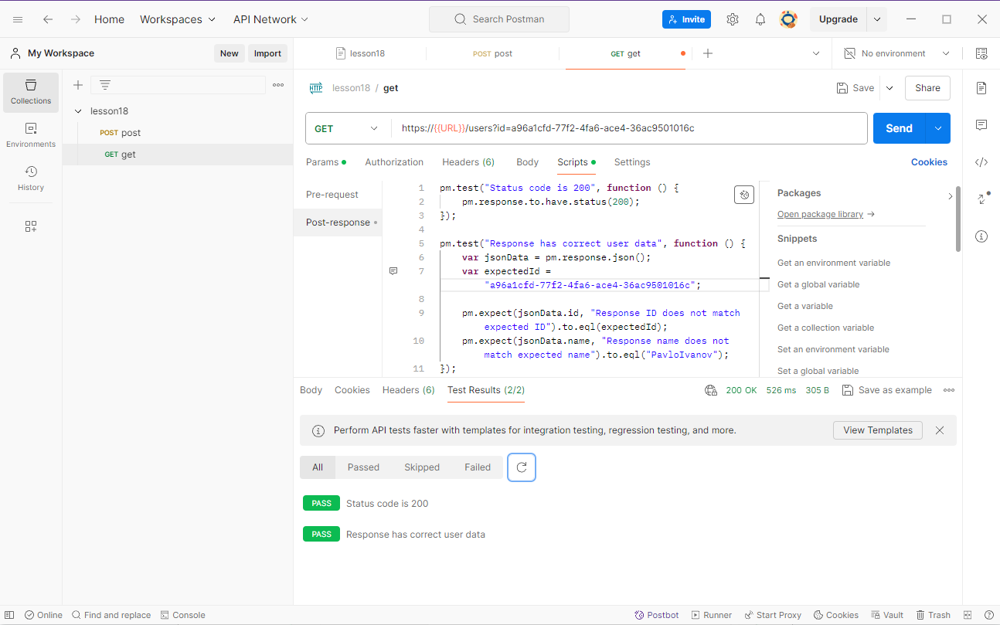 Home Workspaces API Network Search Postman Invite Upgrade
My Workspace New Import lesson18 POST post GET get No environment
Collections
Environments
History
lesson18
POST post
GET get
HTTP lesson18 / get Save Share
GET https://{{URL}}/users?id=a96a1cfd-77f2-4fa6-ace4-36ac9501016c Send
Params Authorization Headers (6) Body Scripts Settings Cookies
Pre-request
Post-response
1 pm.test("Status code is 200", function () {
2 pm.response.to.have.status(200);
3 });
4
5 pm.test("Response has correct user data", function () {
6 var jsonData = pm.response.json();
7 var expectedId =
"a96a1cfd-77f2-4fa6-ace4-36ac9501016c";
8
9 pm.expect(jsonData.id, "Response ID does not match
expected ID").to.eql(expectedId);
10 pm.expect(jsonData.name, "Response name does not
match expected name").to.eql("PavloIvanov");
11 });
Packages
Open package library →
Snippets
Get an environment variable
Get a global variable
Get a variable
Get a collection variable
Set an environment variable
Set a global variable
Body Cookies Headers (6) Test Results (2/2) 200 OK 526 ms 305 B Save as example
Perform API tests faster with templates for integration testing, regression testing, and more. View Templates
All Passed Skipped Failed
PASS Status code is 200
PASS Response has correct user data
Online Find and replace Console Postbot Runner Start Proxy Cookies Vault Trash